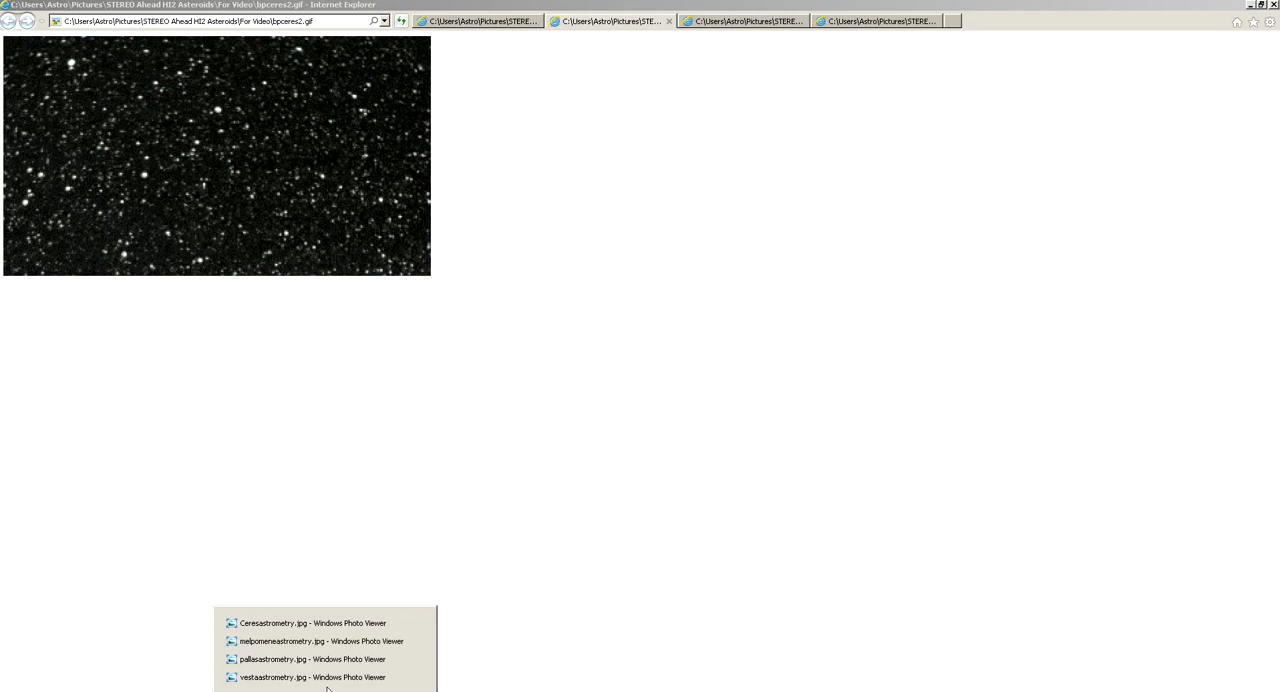 C:\Users\Astro\Pictures\STEREO Ahead HI2 Asteroids\For Video\bpceres2.gif - Internet Explorer
C:\Users\Astro\Pictures\STEREO Ahead HI2 Asteroids\For Video\bpceres2.gif
C:\Users\Astro\Pictures\STERE...
C:\Users\Astro\Pictures\STE...
C:\Users\Astro\Pictures\STERE...
C:\Users\Astro\Pictures\STERE...
Ceresastrometry.jpg - Windows Photo Viewer
melpomeneastrometry.jpg - Windows Photo Viewer
pallasastrometry.jpg - Windows Photo Viewer
vestaastrometry.jpg - Windows Photo Viewer